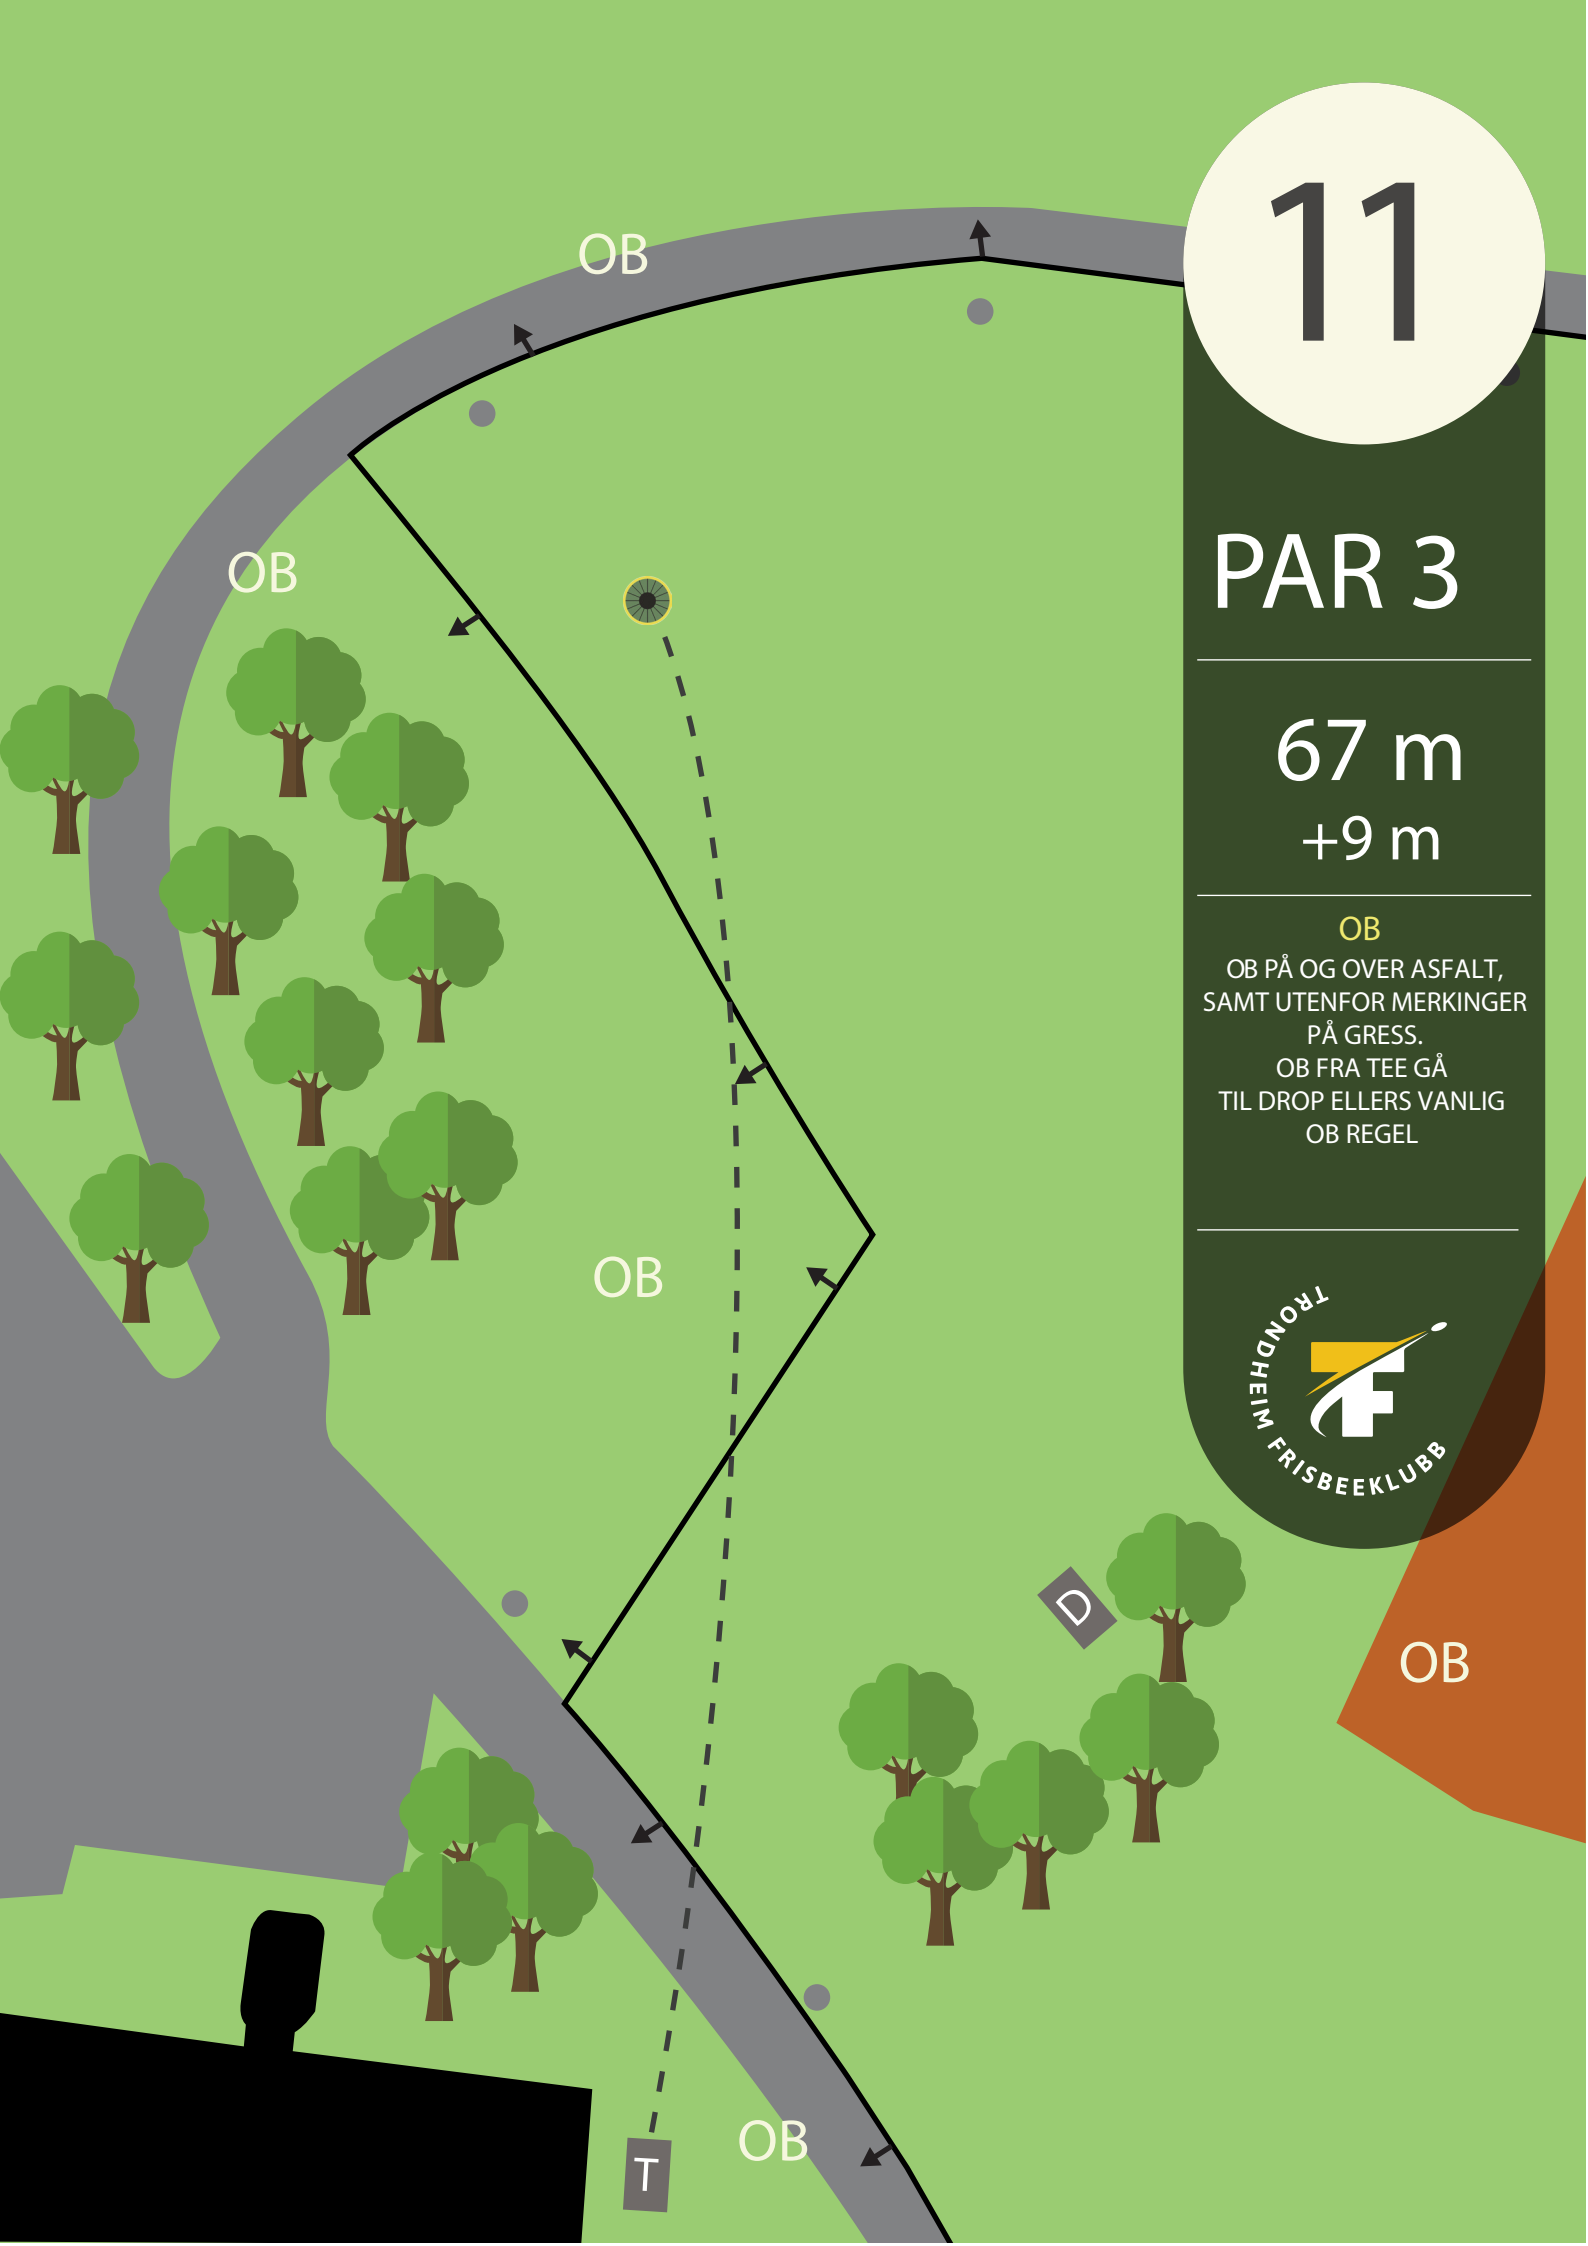 11
OB
OB
PAR 3
67 m
+9 m
OB
OB PÅ OG OVER ASFALT,
SAMT UTENFOR MERKINGER
PÅ GRESS.
OB FRA TEE GÅ
TIL DROP ELLERS VANLIG
OB REGEL
OB
TRONDHEIM FRISBEEKLUBB
TF
D
OB
OB
T